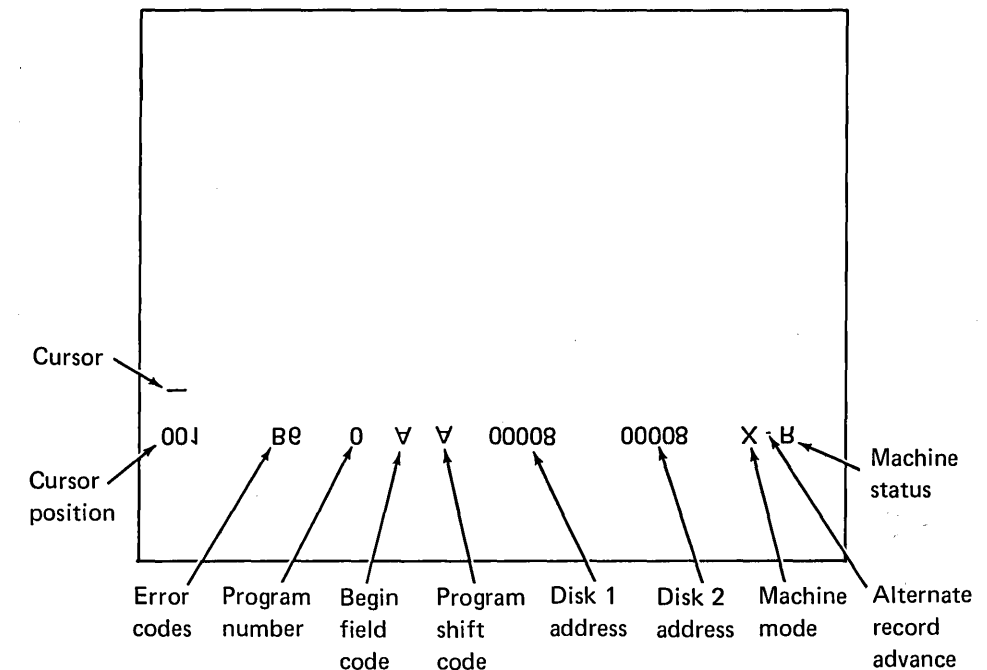 Cursor
001 B6 0 A A 00008 00008 X - R
Cursor
position
Machine
status
Error
codes
Program
number
Begin
field
code
Program
shift
code
Disk 1
address
Disk 2
address
Machine
mode
Alternate
record
advance